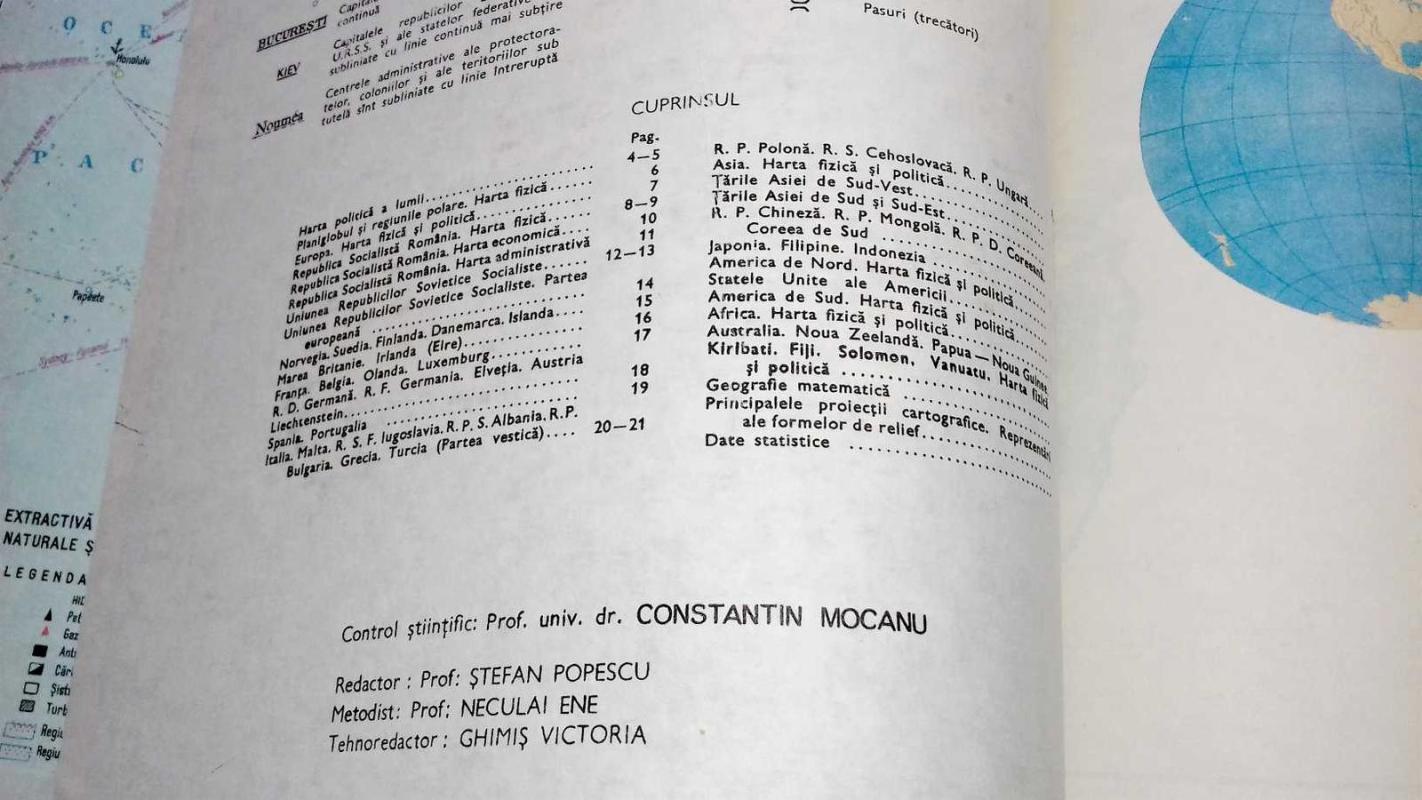 O C E
Honolulu
P A C
Papeete
EXTRACTIVĂ
NATURALE Ș
LEGENDA
BUCUREȘTI
continuă
Capitalele republicilor
U.R.S.S. și ale statelor federative
subliniate cu linie continuă mai subțire
KIEV
Centrele administrative ale protectora-
telor, coloniilor și ale teritoriilor sub
tutelă sînt subliniate cu linie întreruptă
Noumea
Pasuri (trecători)
CUPRINSUL
Pag.
Harta politică a lumii 4—5
Planiglobul și regiunile polare. Harta fizică 6
Europa. Harta fizică și politică 7
Republica Socialistă România. Harta fizică 8—9
Republica Socialistă România. Harta economică 10
Republica Socialistă România. Harta administrativă 11
Uniunea Republicilor Sovietice Socialiste 12—13
Uniunea Republicilor Sovietice Socialiste. Partea
europeană 14
Norvegia. Suedia. Finlanda. Danemarca. Islanda 15
Marea Britanie. Irlanda (Eire) 16
Franța. Belgia. Olanda. Luxemburg 17
R. D. Germană. R. F. Germania. Elveția. Austria
Liechtenstein 18
Spania. Portugalia 19
Italia. Malta. R. S. F. Iugoslavia. R. P. S. Albania. R. P.
Bulgaria. Grecia. Turcia (Partea vestică) 20—21
R. P. Polonă. R. S. Cehoslovacă. R. P. Ungară
Asia. Harta fizică și politică
Țările Asiei de Sud-Vest
Țările Asiei de Sud și Sud-Est
R. P. Chineză. R. P. Mongolă. R. P. D. Coreeană
Coreea de Sud
Japonia. Filipine. Indonezia
America de Nord. Harta fizică și politică
Statele Unite ale Americii
America de Sud. Harta fizică și politică
Africa. Harta fizică și politică
Australia. Noua Zeelandă. Papua—Noua Guinee
Kiribati. Fiji. Solomon. Vanuatu. Harta fizică
și politică
Geografie matematică
Principalele proiecții cartografice. Reprezentări
ale formelor de relief
Date statistice
Control științific: Prof. univ. dr. CONSTANTIN MOCANU
Redactor: Prof: ȘTEFAN POPESCU
Metodist: Prof: NECULAI ENE
Tehnoredactor: GHIMIȘ VICTORIA